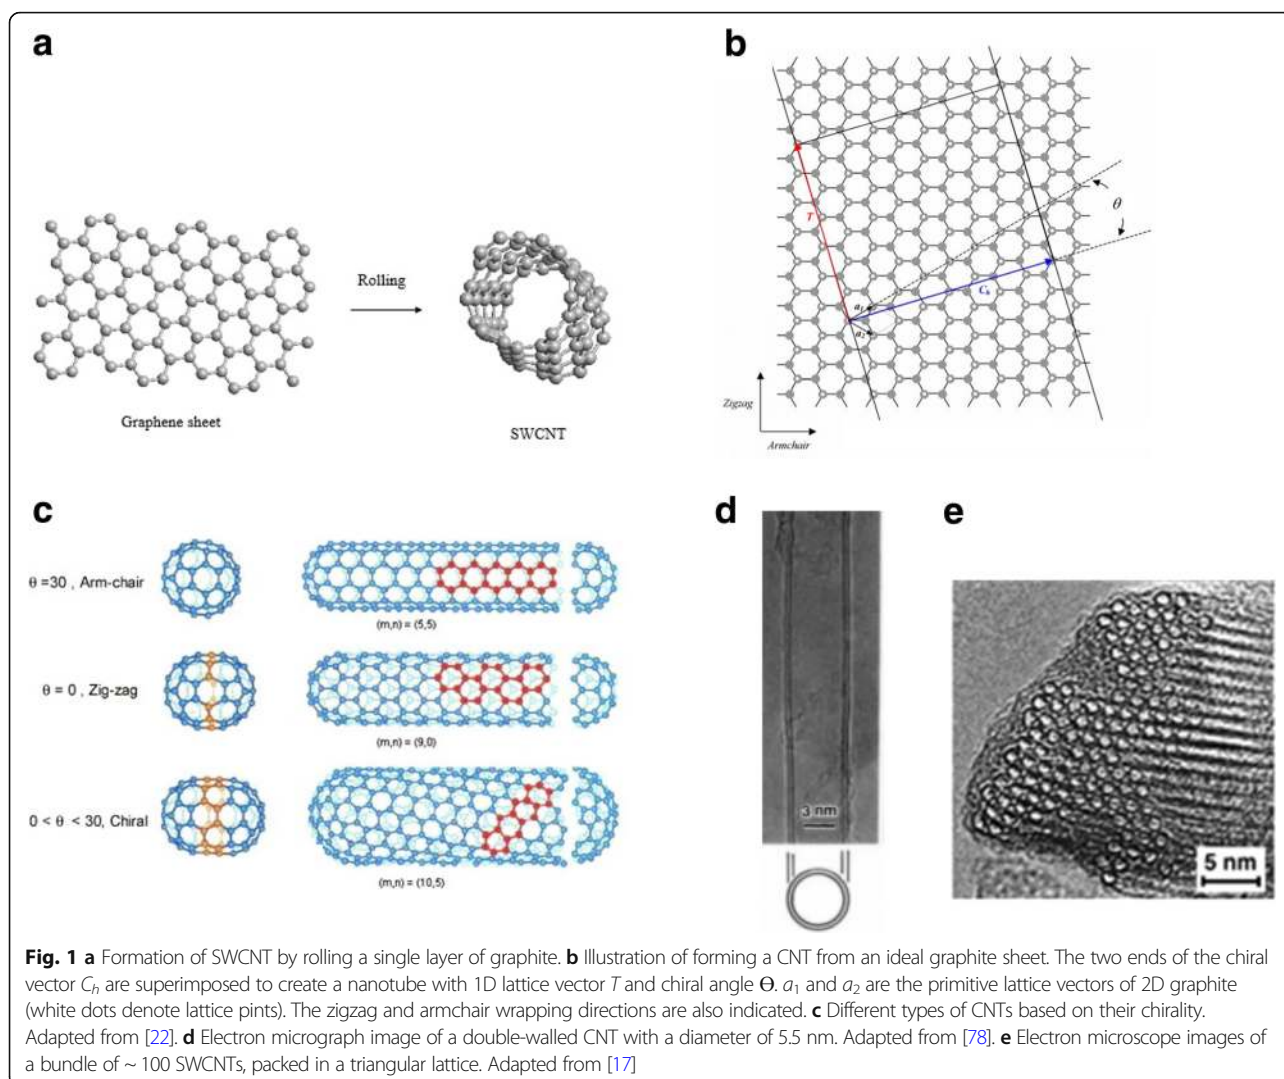 a
b
Rolling
Graphene sheet
SWCNT
T
θ
a₁
a₂
Cₕ
Zigzag
Armchair
c
d
e
θ =30 , Arm-chair
(m,n) = (5,5)
θ = 0 , Zig-zag
(m,n) = (9,0)
0 < θ < 30, Chiral
(m,n) = (10,5)
3 nm
5 nm
Fig. 1 a Formation of SWCNT by rolling a single layer of graphite. b Illustration of forming a CNT from an ideal graphite sheet. The two ends of the chiral
vector Cₕ are superimposed to create a nanotube with 1D lattice vector T and chiral angle Θ. a₁ and a₂ are the primitive lattice vectors of 2D graphite
(white dots denote lattice pints). The zigzag and armchair wrapping directions are also indicated. c Different types of CNTs based on their chirality.
Adapted from [22]. d Electron micrograph image of a double-walled CNT with a diameter of 5.5 nm. Adapted from [78]. e Electron microscope images of
a bundle of ~ 100 SWCNTs, packed in a triangular lattice. Adapted from [17]